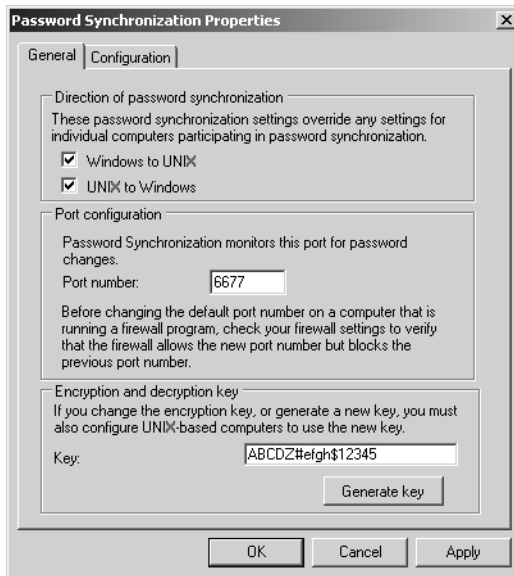 Password Synchronization Properties
General
Configuration
Direction of password synchronization
These password synchronization settings override any settings for
individual computers participating in password synchronization.
Windows to UNIX
UNIX to Windows
Port configuration
Password Synchronization monitors this port for password
changes.
Port number: 6677
Before changing the default port number on a computer that is
running a firewall program, check your firewall settings to verify
that the firewall allows the new port number but blocks the
previous port number.
Encryption and decryption key
If you change the encryption key, or generate a new key, you must
also configure UNIX-based computers to use the new key.
Key: ABCDZ#efgh$12345
Generate key
OK Cancel Apply